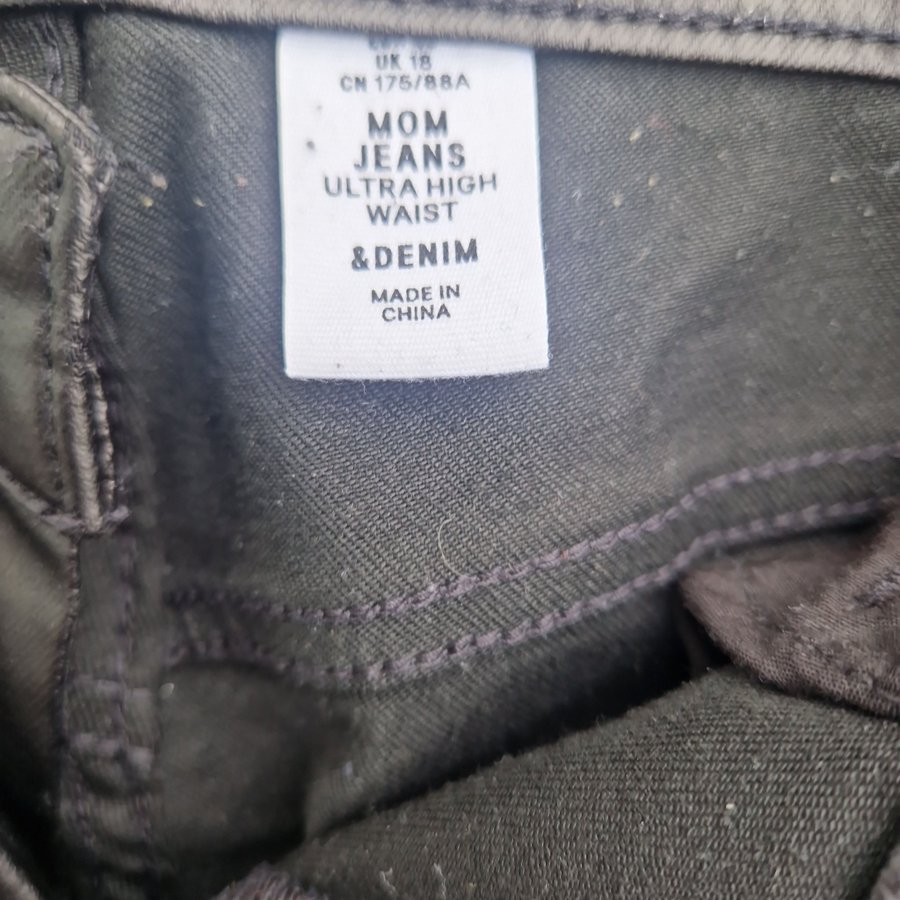 UK 18
CN 175/88A
MOM
JEANS
ULTRA HIGH
WAIST
&DENIM
MADE IN
CHINA